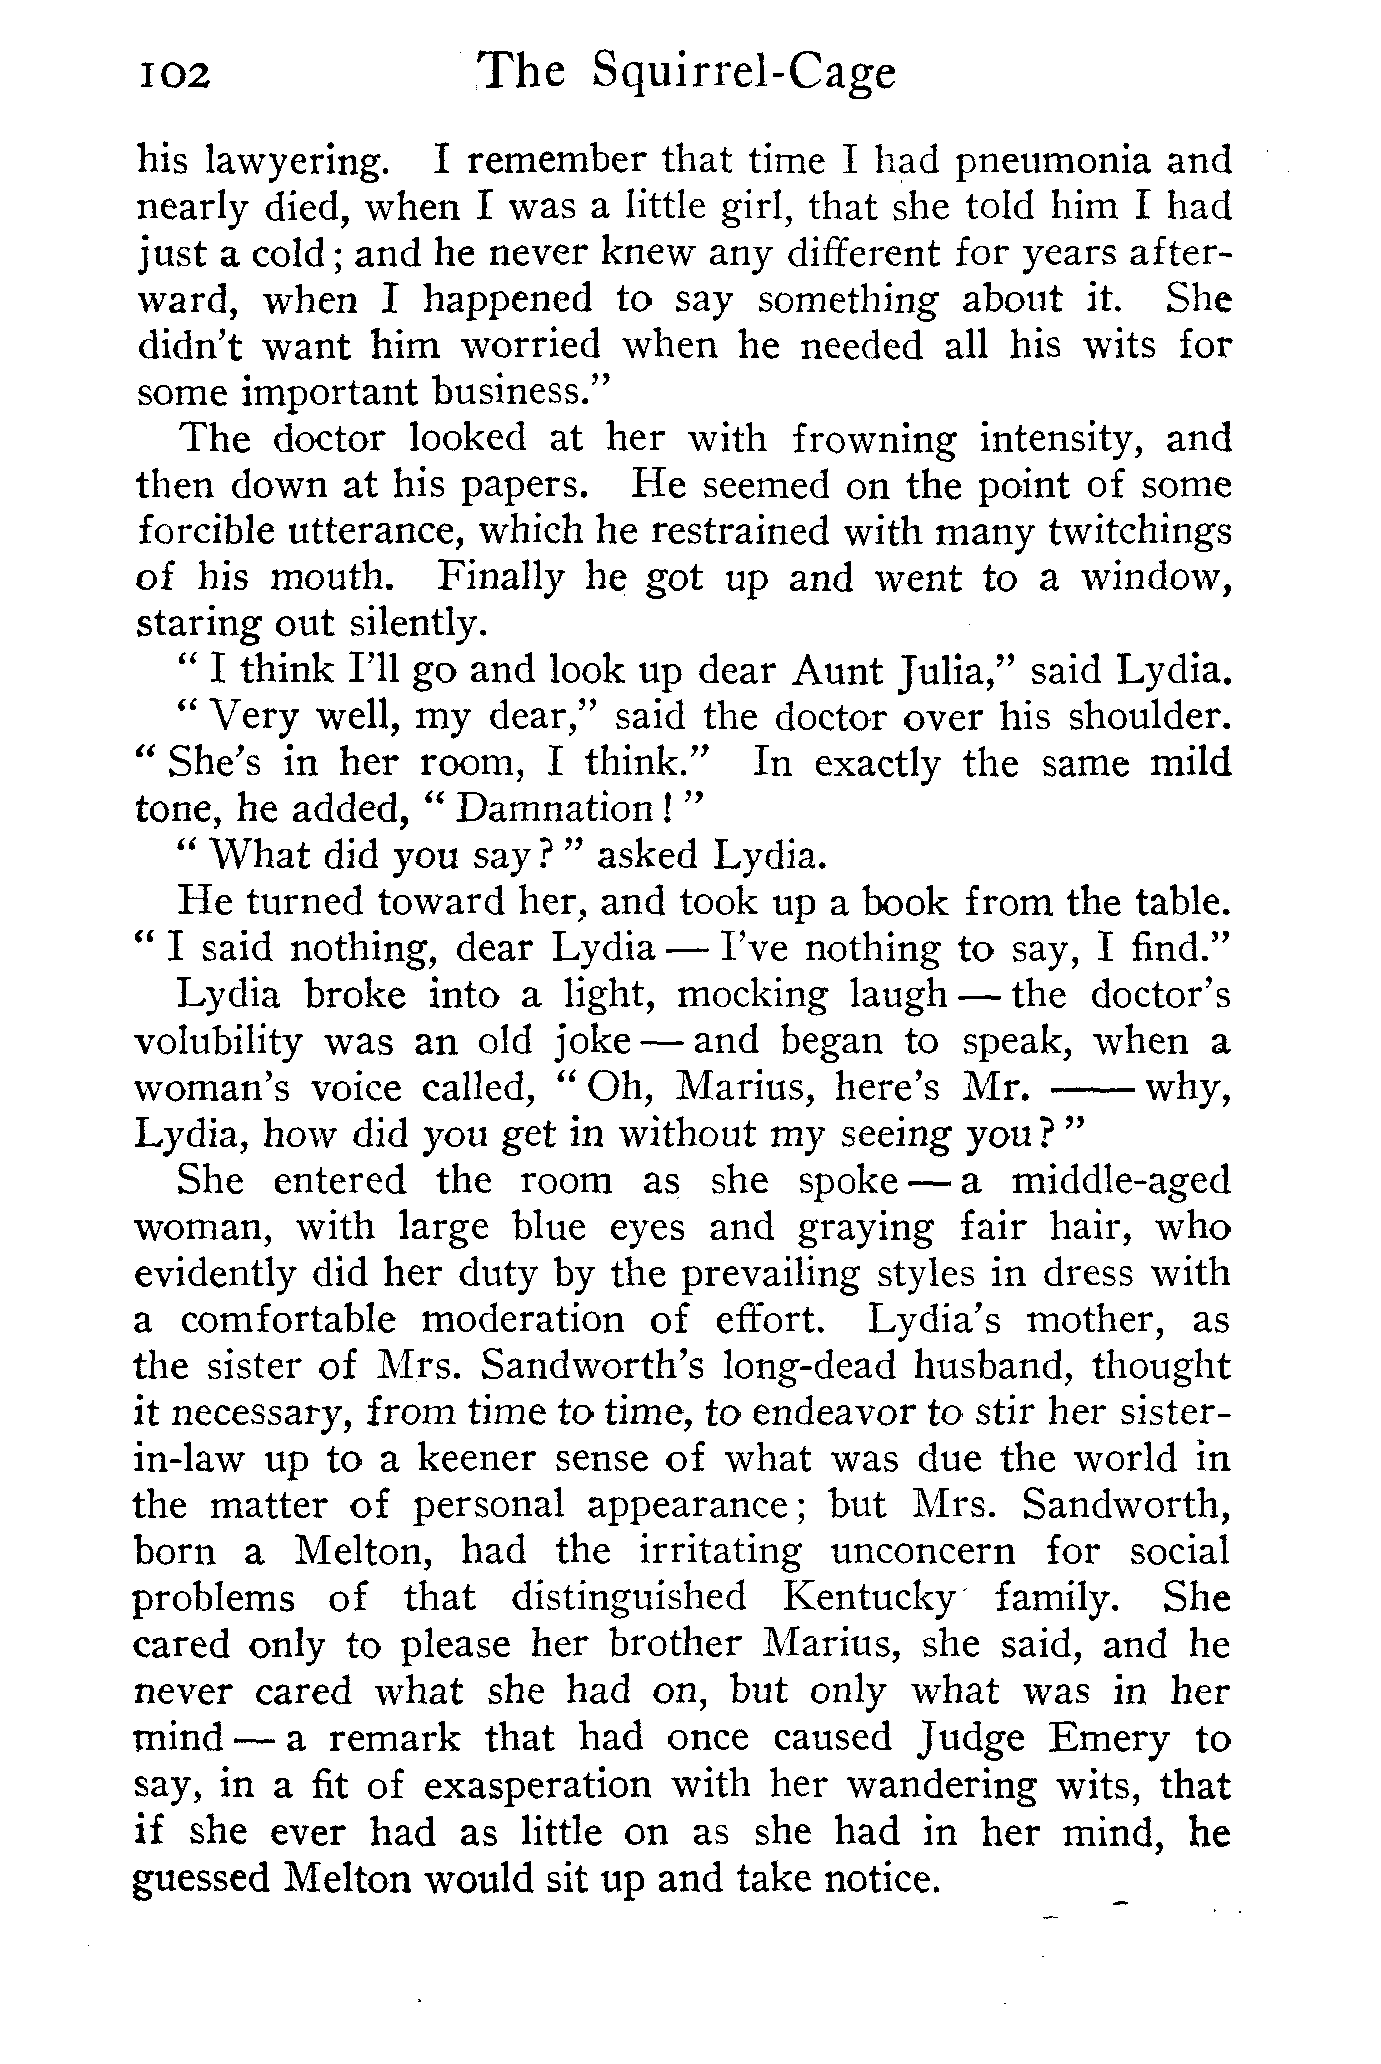 102 The Squirrel-Cage
his lawyering. I remember that time I had pneumonia and
nearly died, when I was a little girl, that she told him I had
just a cold; and he never knew any different for years after-
ward, when I happened to say something about it. She
didn't want him worried when he needed all his wits for
some important business."
The doctor looked at her with frowning intensity, and
then down at his papers. He seemed on the point of some
forcible utterance, which he restrained with many twitchings
of his mouth. Finally he got up and went to a window,
staring out silently.
"I think I'll go and look up dear Aunt Julia," said Lydia.
"Very well, my dear," said the doctor over his shoulder.
"She's in her room, I think." In exactly the same mild
tone, he added, "Damnation!"
"What did you say?" asked Lydia.
He turned toward her, and took up a book from the table.
"I said nothing, dear Lydia — I've nothing to say, I find."
Lydia broke into a light, mocking laugh — the doctor's
volubility was an old joke — and began to speak, when a
woman's voice called, "Oh, Marius, here's Mr. —— why,
Lydia, how did you get in without my seeing you?"
She entered the room as she spoke — a middle-aged
woman, with large blue eyes and graying fair hair, who
evidently did her duty by the prevailing styles in dress with
a comfortable moderation of effort. Lydia's mother, as
the sister of Mrs. Sandworth's long-dead husband, thought
it necessary, from time to time, to endeavor to stir her sister-
in-law up to a keener sense of what was due the world in
the matter of personal appearance; but Mrs. Sandworth,
born a Melton, had the irritating unconcern for social
problems of that distinguished Kentucky family. She
cared only to please her brother Marius, she said, and he
never cared what she had on, but only what was in her
mind — a remark that had once caused Judge Emery to
say, in a fit of exasperation with her wandering wits, that
if she ever had as little on as she had in her mind, he
guessed Melton would sit up and take notice.